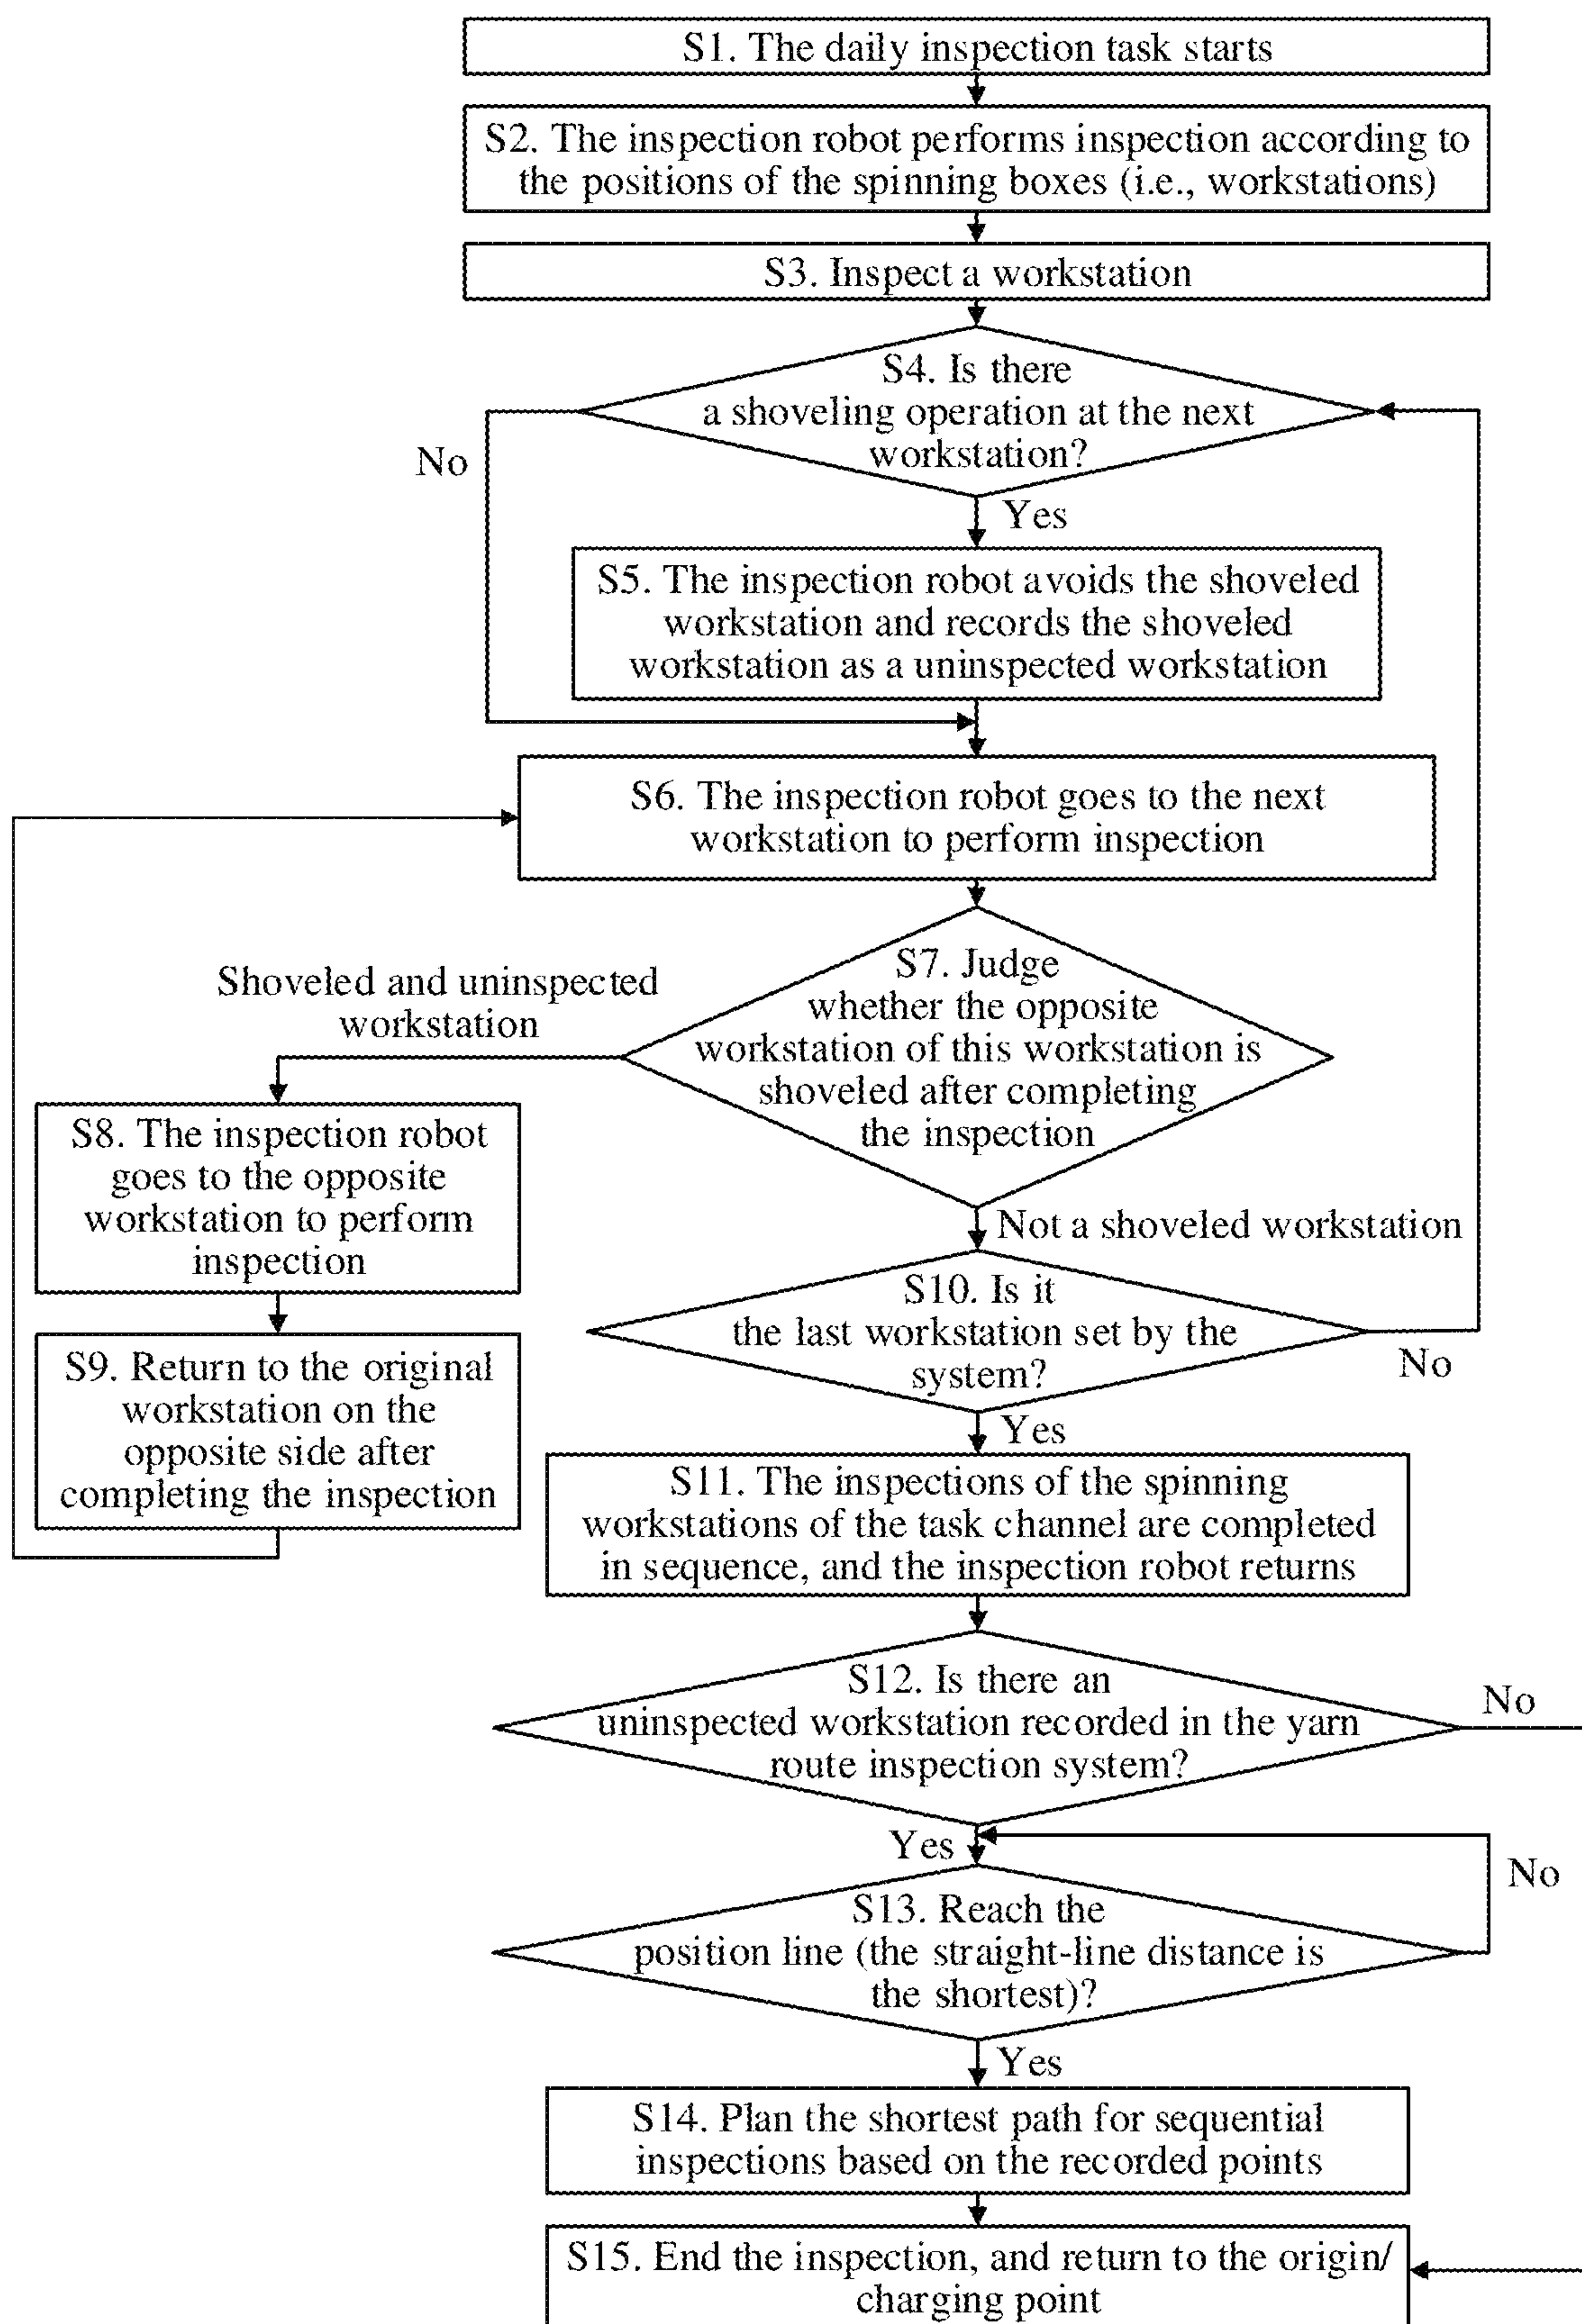 S1. The daily inspection task starts
S2. The inspection robot performs inspection according to
the positions of the spinning boxes (i.e., workstations)
S3. Inspect a workstation
S4. Is there
a shoveling operation at the next
workstation?
No
Yes
S5. The inspection robot avoids the shoveled
workstation and records the shoveled
workstation as a uninspected workstation
S6. The inspection robot goes to the next
workstation to perform inspection
S7. Judge
whether the opposite
workstation of this workstation is
shoveled after completing
the inspection
Shoveled and uninspected
workstation
S8. The inspection robot
goes to the opposite
workstation to perform
inspection
S9. Return to the original
workstation on the
opposite side after
completing the inspection
Not a shoveled workstation
S10. Is it
the last workstation set by the
system?
No
Yes
S11. The inspections of the spinning
workstations of the task channel are completed
in sequence, and the inspection robot returns
S12. Is there an
uninspected workstation recorded in the yarn
route inspection system?
No
Yes
S13. Reach the
position line (the straight-line distance is
the shortest)?
No
Yes
S14. Plan the shortest path for sequential
inspections based on the recorded points
S15. End the inspection, and return to the origin/
charging point